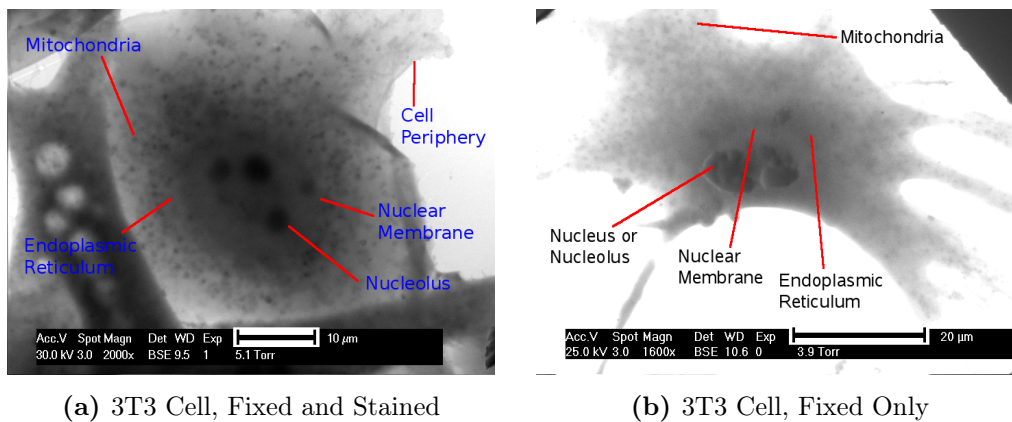 Mitochondria
Cell
Periphery
Nuclear
Membrane
Endoplasmic
Reticulum
Nucleolus
Acc.V Spot Magn Det WD Exp 10 μm
30.0 kV 3.0 2000x BSE 9.5 1 5.1 Torr
(a) 3T3 Cell, Fixed and Stained
Mitochondria
Nucleus or
Nucleolus
Nuclear
Membrane
Endoplasmic
Reticulum
Acc.V Spot Magn Det WD Exp 20 μm
25.0 kV 3.0 1600x BSE 10.6 0 3.9 Torr
(b) 3T3 Cell, Fixed Only